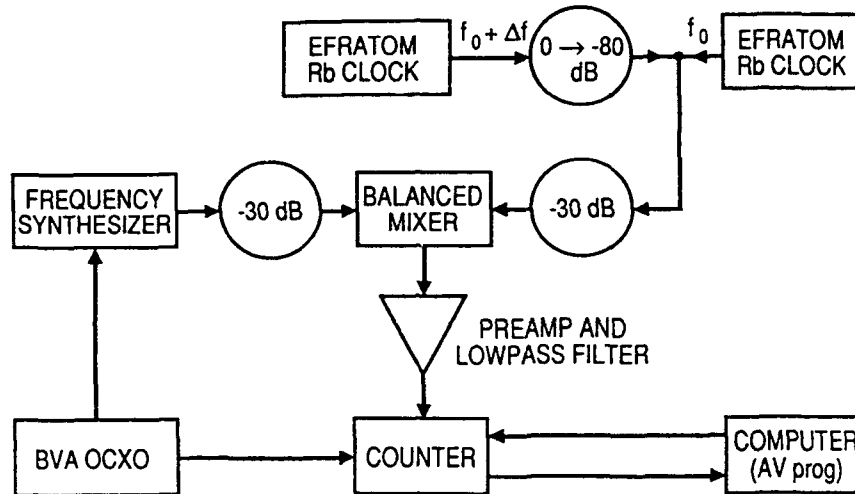 EFRATOM
Rb CLOCK
f₀ + Δf
0 → -80
dB
f₀
EFRATOM
Rb CLOCK
FREQUENCY
SYNTHESIZER
-30 dB
BALANCED
MIXER
-30 dB
PREAMP AND
LOWPASS FILTER
BVA OCXO
COUNTER
COMPUTER
(AV prog)